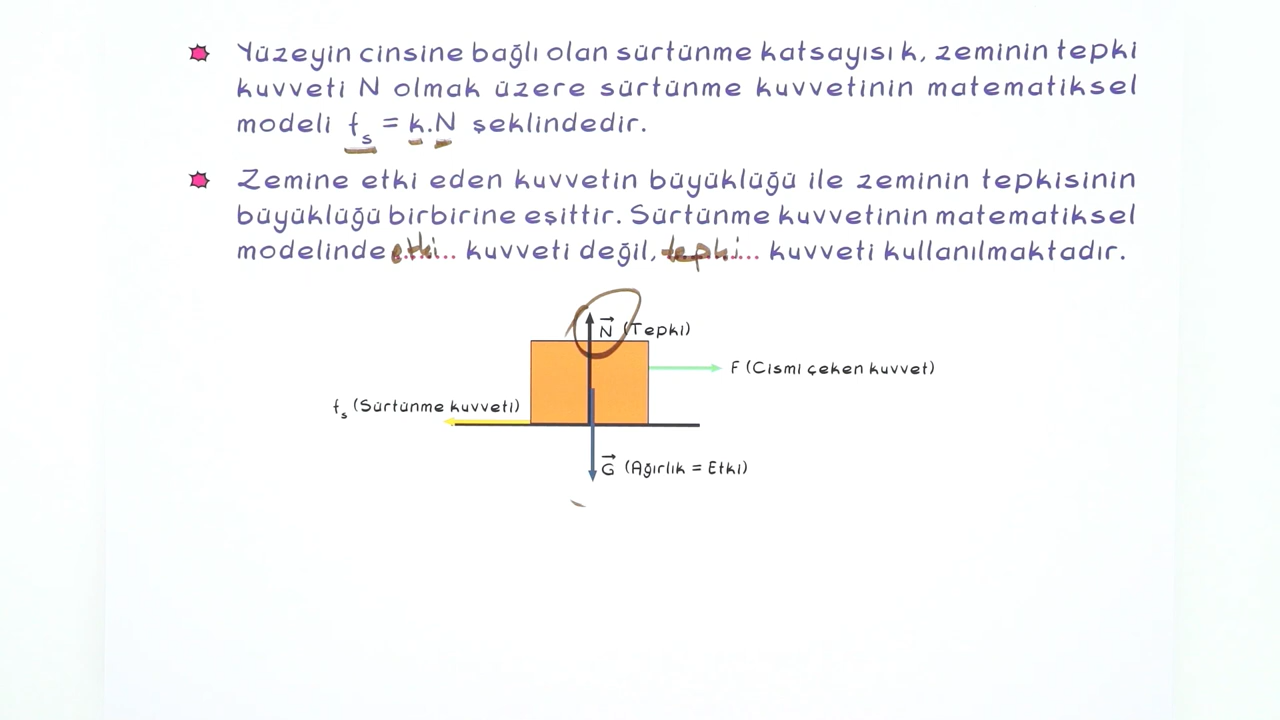 Yüzeyin cinsine bağlı olan sürtünme katsayısı k, zeminin tepki
kuvveti N olmak üzere sürtünme kuvvetinin matematiksel
modeli fs = k.N şeklindedir.
Zemine etki eden kuvvetin büyüklüğü ile zeminin tepkisinin
büyüklüğü birbirine eşittir. Sürtünme kuvvetinin matematiksel
modelinde etki... kuvveti değil, tepki... kuvveti kullanılmaktadır.
N (Tepki)
F (Cismi çeken kuvvet)
fs (Sürtünme kuvveti)
G (Ağırlık = Etki)